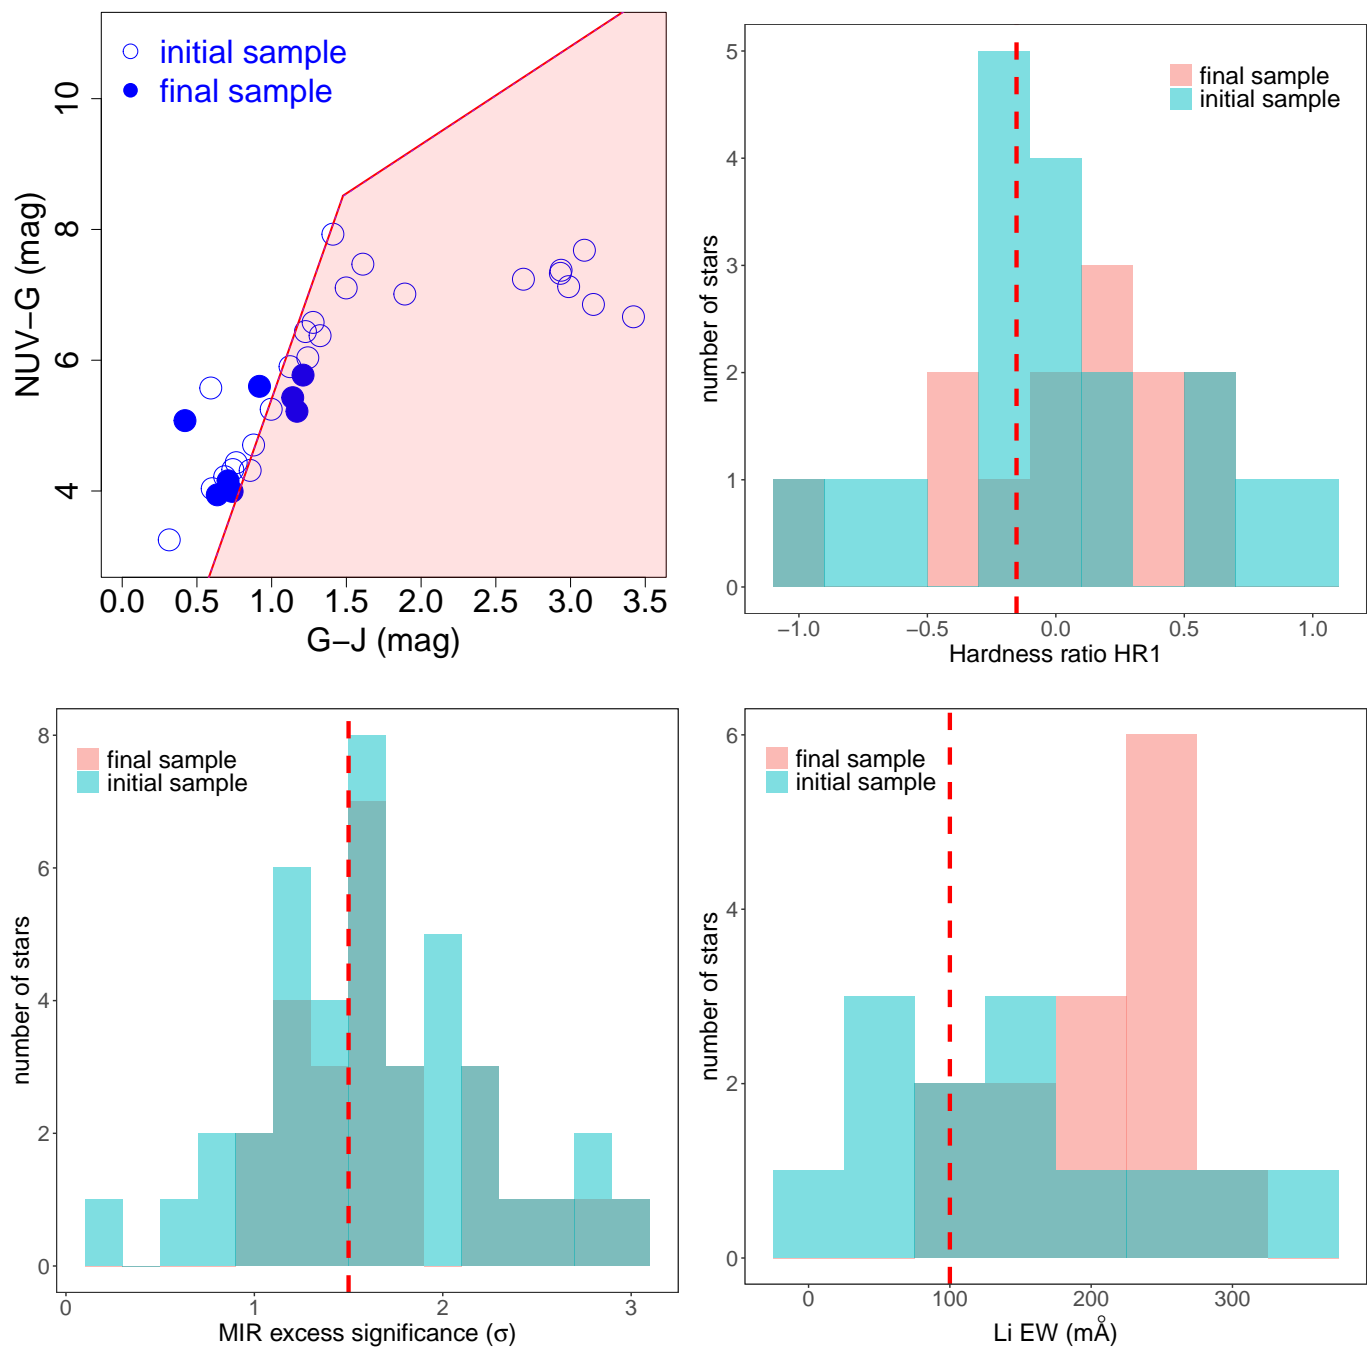 initial sample
final sample
NUV−G (mag)
10
8
6
4
0.0 0.5 1.0 1.5 2.0 2.5 3.0 3.5
G−J (mag)
final sample
initial sample
number of stars
5
4
3
2
1
0
−1.0 −0.5 0.0 0.5 1.0
Hardness ratio HR1
final sample
initial sample
number of stars
8
6
4
2
0
0 1 2 3
MIR excess significance (σ)
final sample
initial sample
number of stars
6
4
2
0
0 100 200 300
Li EW (mÅ)